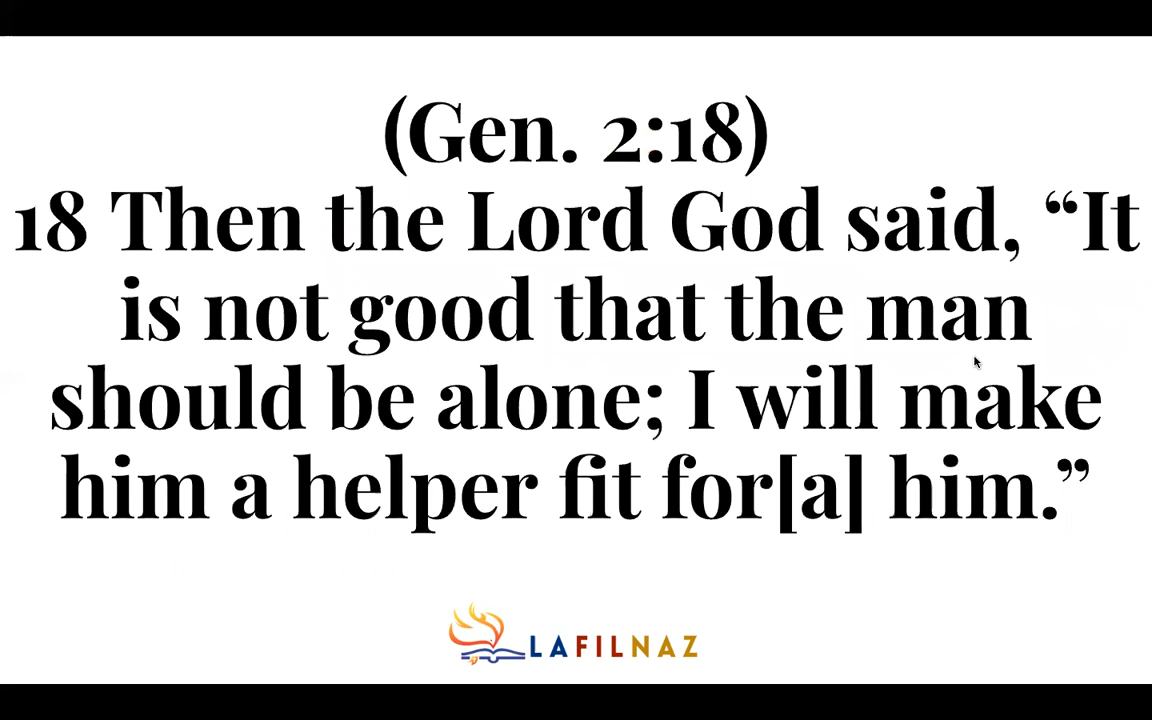 (Gen. 2:18)
18 Then the Lord God said, “It
is not good that the man
should be alone; I will make
him a helper fit for[a] him.”
LAFILNAZ